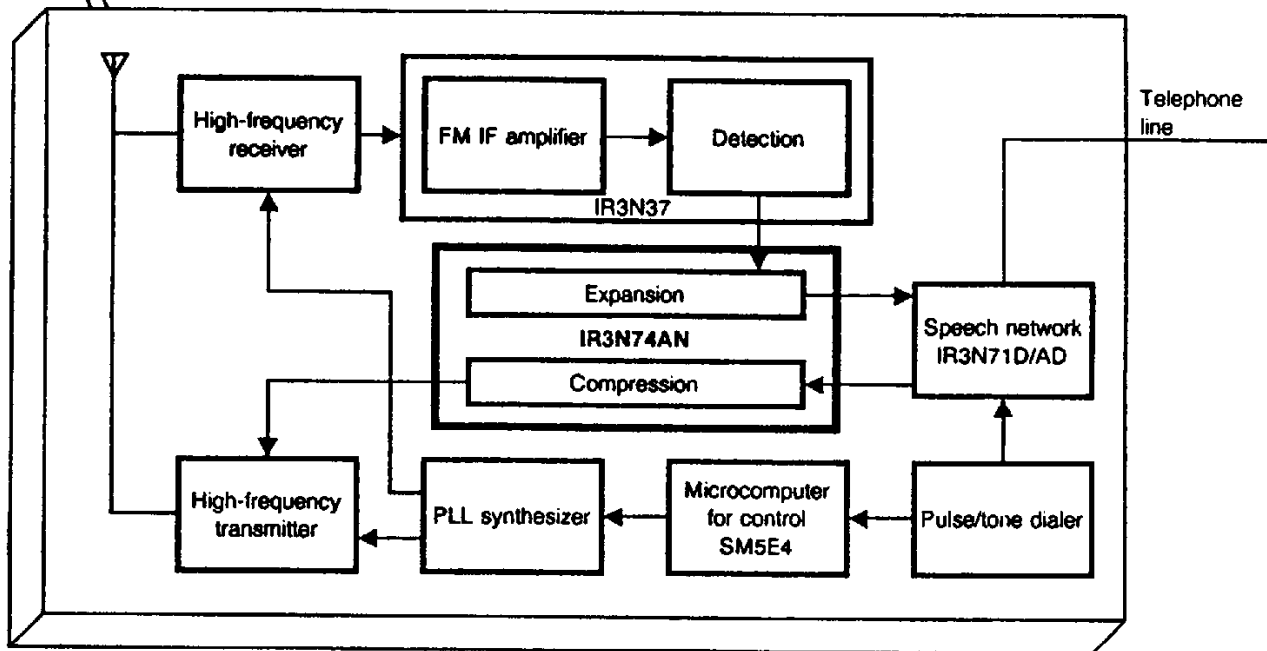 Telephone
line
High-frequency
receiver
FM IF amplifier
Detection
IR3N37
Expansion
IR3N74AN
Compression
Speech network
IR3N71D/AD
High-frequency
transmitter
PLL synthesizer
Microcomputer
for control
SM5E4
Pulse/tone dialer